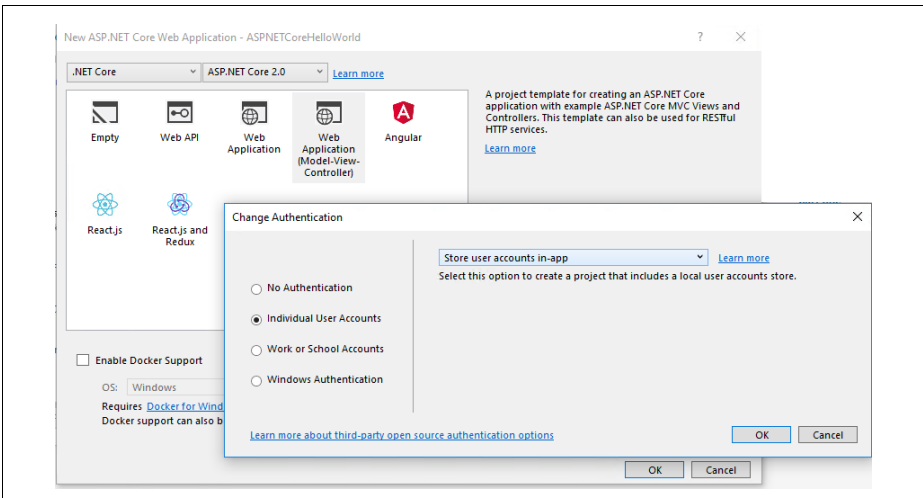 New ASP.NET Core Web Application - ASPNETCoreHelloWorld
.NET Core
ASP.NET Core 2.0
Learn more
Empty
Web API
Web
Application
Web
Application
(Model-View-
Controller)
Angular
A project template for creating an ASP.NET Core
application with example ASP.NET Core MVC Views and
Controllers. This template can also be used for RESTful
HTTP services.
Learn more
React.js
React.js and
Redux
Change Authentication
Store user accounts in-app
Learn more
Select this option to create a project that includes a local user accounts store.
No Authentication
Individual User Accounts
Work or School Accounts
Windows Authentication
Learn more about third-party open source authentication options
OK
Cancel
Enable Docker Support
OS: Windows
Requires Docker for Wind
Docker support can also b
OK
Cancel